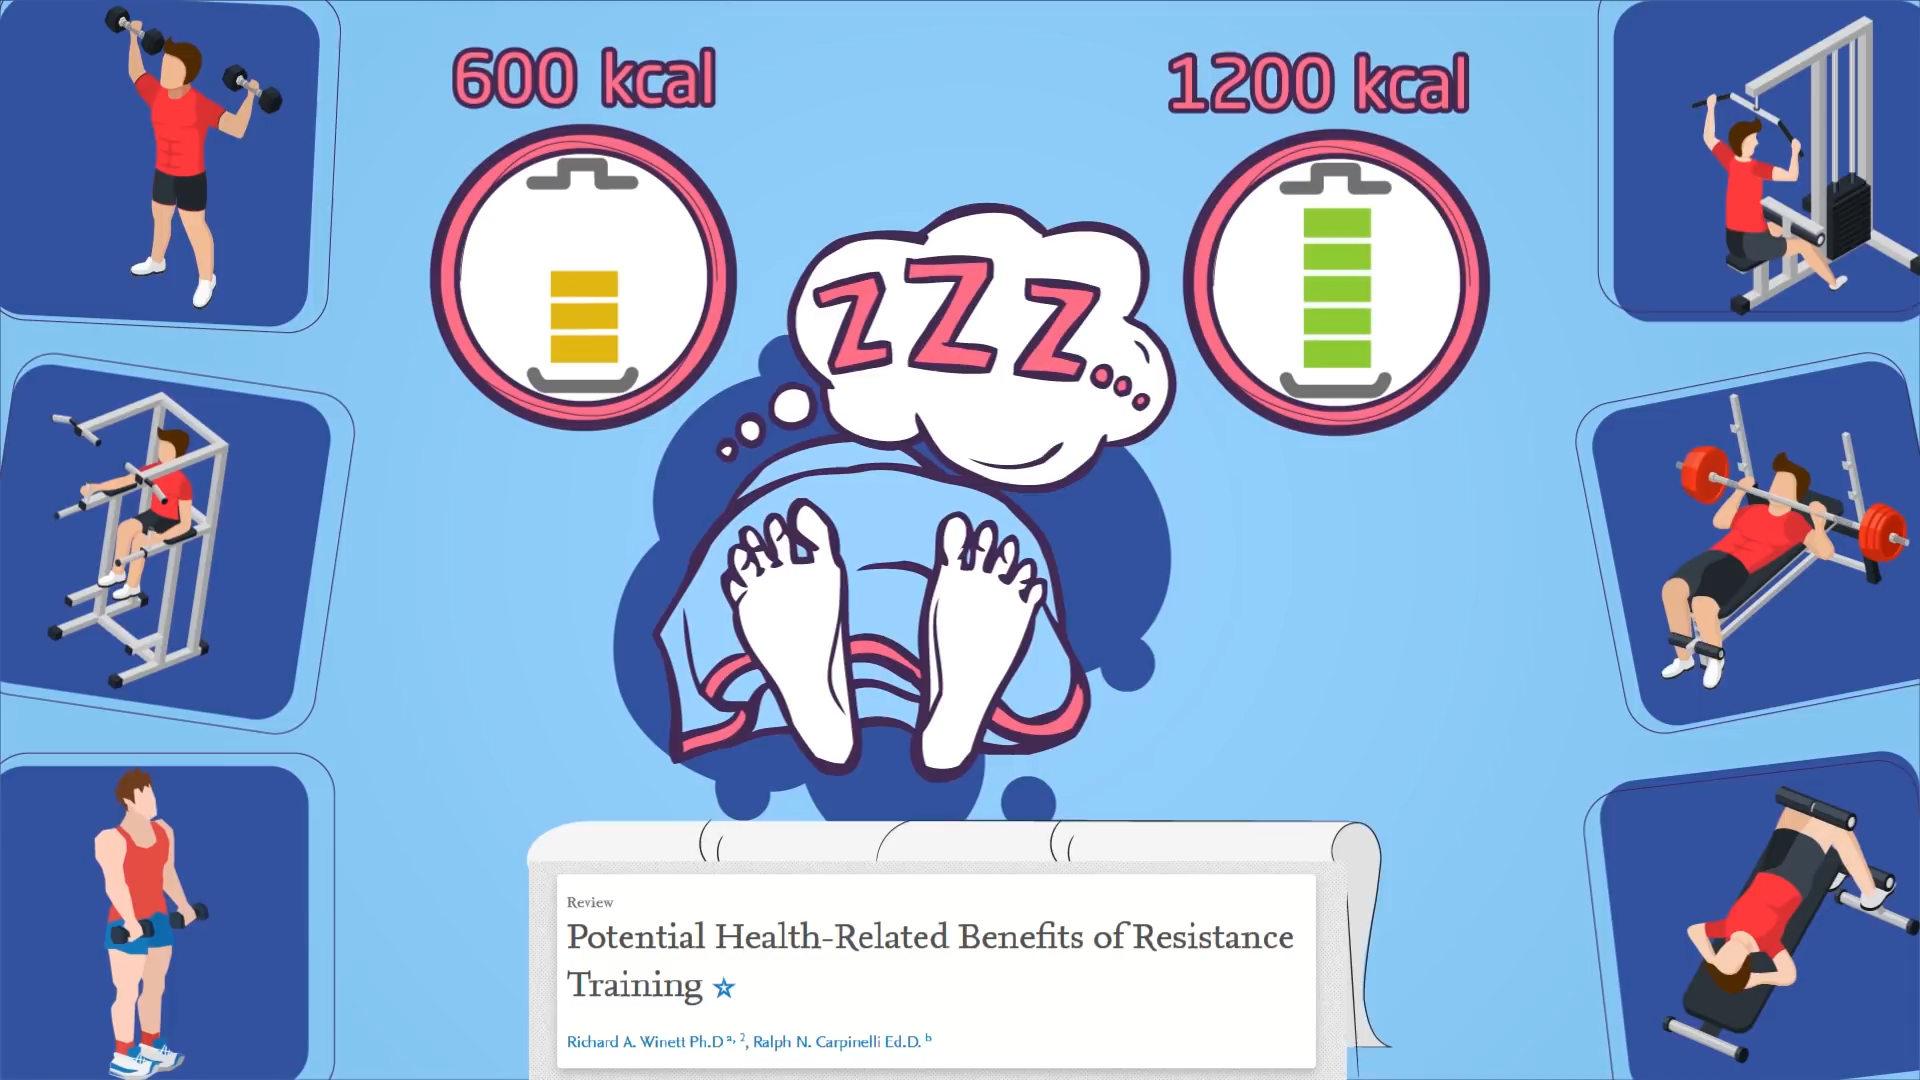 600 kcal
1200 kcal
zZz...
Review
Potential Health-Related Benefits of Resistance
Training ☆
Richard A. Winett Ph.D a, 2, Ralph N. Carpinelli Ed.D. b